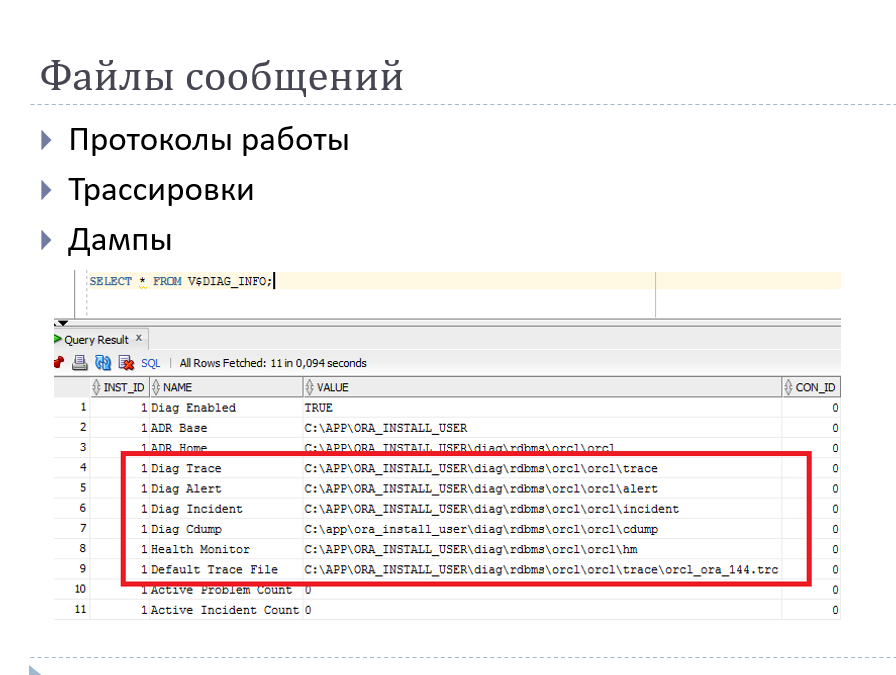 Файлы сообщений
Протоколы работы
Трассировки
Дампы
SELECT * FROM V$DIAG_INFO;
Query Result x
SQL | All Rows Fetched: 11 in 0,094 seconds
INST_ID NAME VALUE CON_ID
1 1 Diag Enabled TRUE 0
2 1 ADR Base C:\APP\ORA_INSTALL_USER 0
3 1 ADR Home C:\APP\ORA_INSTALL_USER\diag\rdbms\orcl\orcl 0
4 1 Diag Trace C:\APP\ORA_INSTALL_USER\diag\rdbms\orcl\orcl\trace 0
5 1 Diag Alert C:\APP\ORA_INSTALL_USER\diag\rdbms\orcl\orcl\alert 0
6 1 Diag Incident C:\APP\ORA_INSTALL_USER\diag\rdbms\orcl\orcl\incident 0
7 1 Diag Cdump C:\app\ora_install_user\diag\rdbms\orcl\orcl\cdump 0
8 1 Health Monitor C:\APP\ORA_INSTALL_USER\diag\rdbms\orcl\orcl\hm 0
9 1 Default Trace File C:\APP\ORA_INSTALL_USER\diag\rdbms\orcl\orcl\trace\orcl_ora_144.trc 0
10 1 Active Problem Count 0 0
11 1 Active Incident Count 0 0